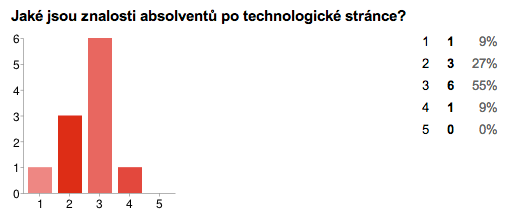 Jaké jsou znalosti absolventů po technologické stránce?
6
5
4
3
2
1
0
1 2 3 4 5
1 1 9%
2 3 27%
3 6 55%
4 1 9%
5 0 0%